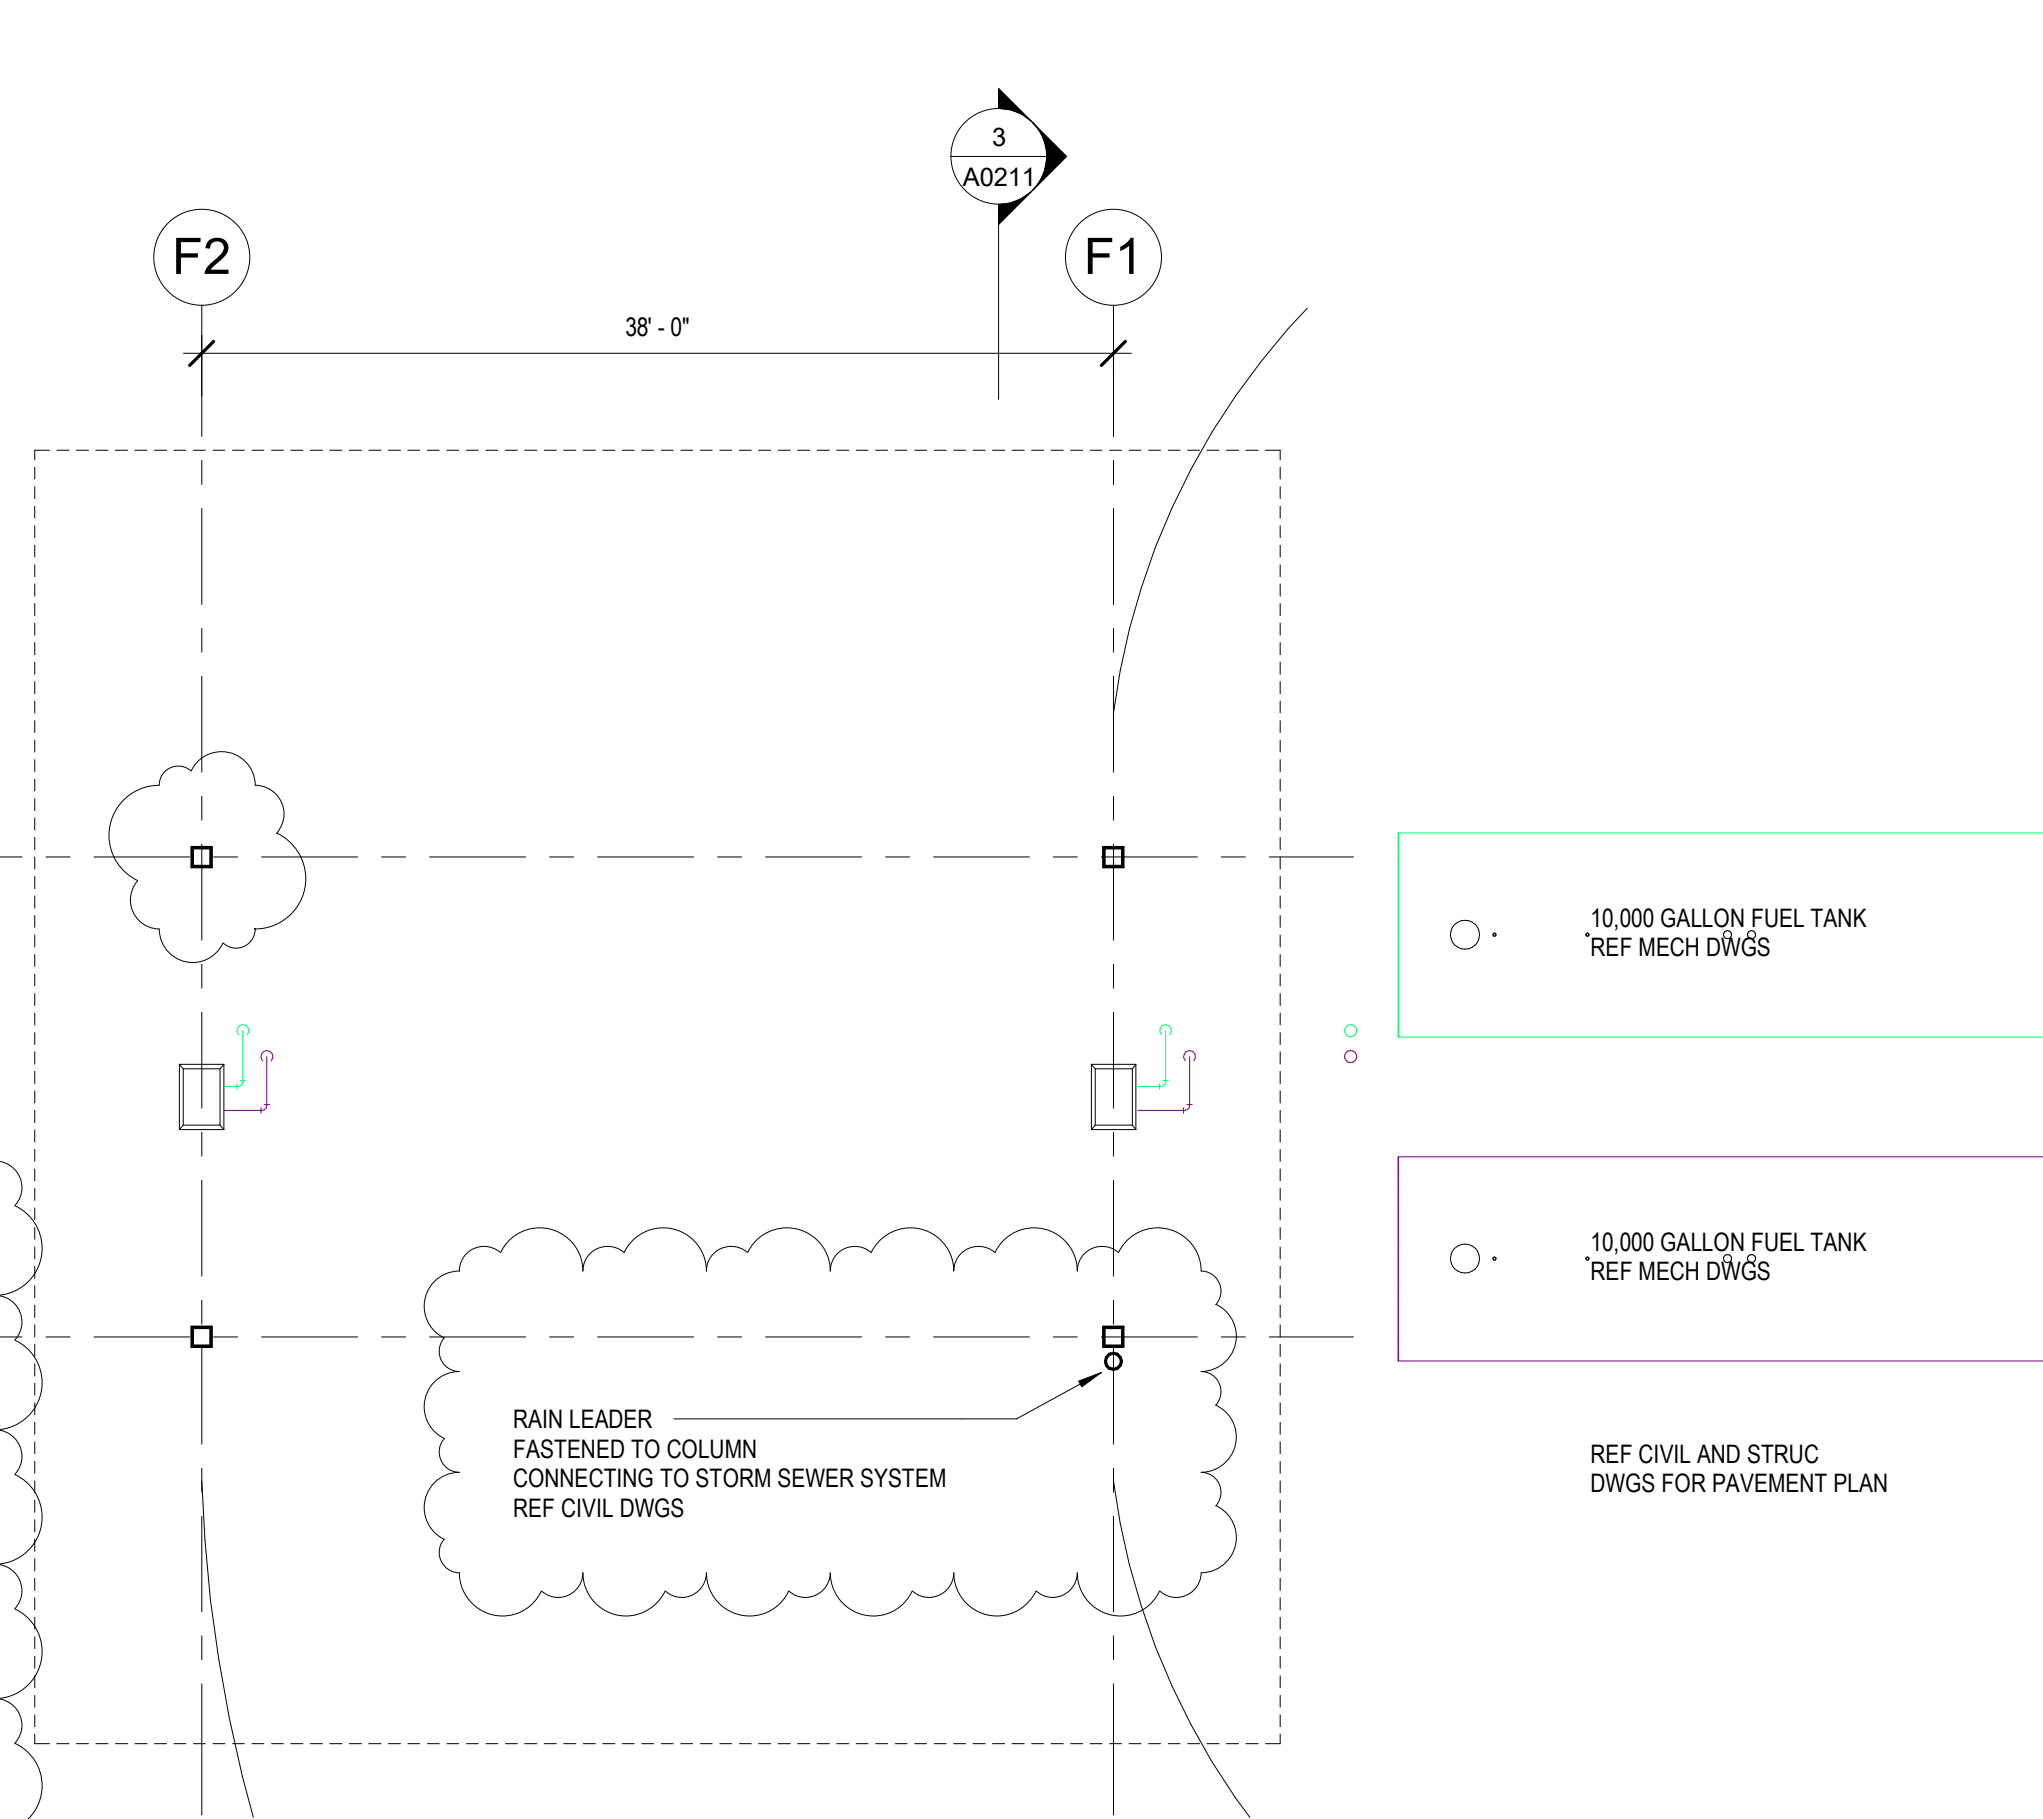 3
A0211
F2
F1
38' - 0"
10,000 GALLON FUEL TANK
REF MECH DWGS
10,000 GALLON FUEL TANK
REF MECH DWGS
RAIN LEADER
FASTENED TO COLUMN
CONNECTING TO STORM SEWER SYSTEM
REF CIVIL DWGS
REF CIVIL AND STRUC
DWGS FOR PAVEMENT PLAN